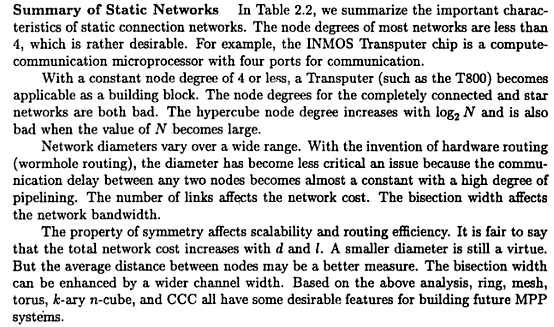 Summary of Static Networks In Table 2.2, we summarize the important charac-
teristics of static connection networks. The node degrees of most networks are less than
4, which is rather desirable. For example, the INMOS Transputer chip is a compute-
communication microprocessor with four ports for communication.
With a constant node degree of 4 or less, a Transputer (such as the T800) becomes
applicable as a building block. The node degrees for the completely connected and star
networks are both bad. The hypercube node degree increases with log₂ N and is also
bad when the value of N becomes large.
Network diameters vary over a wide range. With the invention of hardware routing
(wormhole routing), the diameter has become less critical an issue because the commu-
nication delay between any two nodes becomes almost a constant with a high degree of
pipelining. The number of links affects the network cost. The bisection width affects
the network bandwidth.
The property of symmetry affects scalability and routing efficiency. It is fair to say
that the total network cost increases with d and l. A smaller diameter is still a virtue.
But the average distance between nodes may be a better measure. The bisection width
can be enhanced by a wider channel width. Based on the above analysis, ring, mesh,
torus, k-ary n-cube, and CCC all have some desirable features for building future MPP
systems.